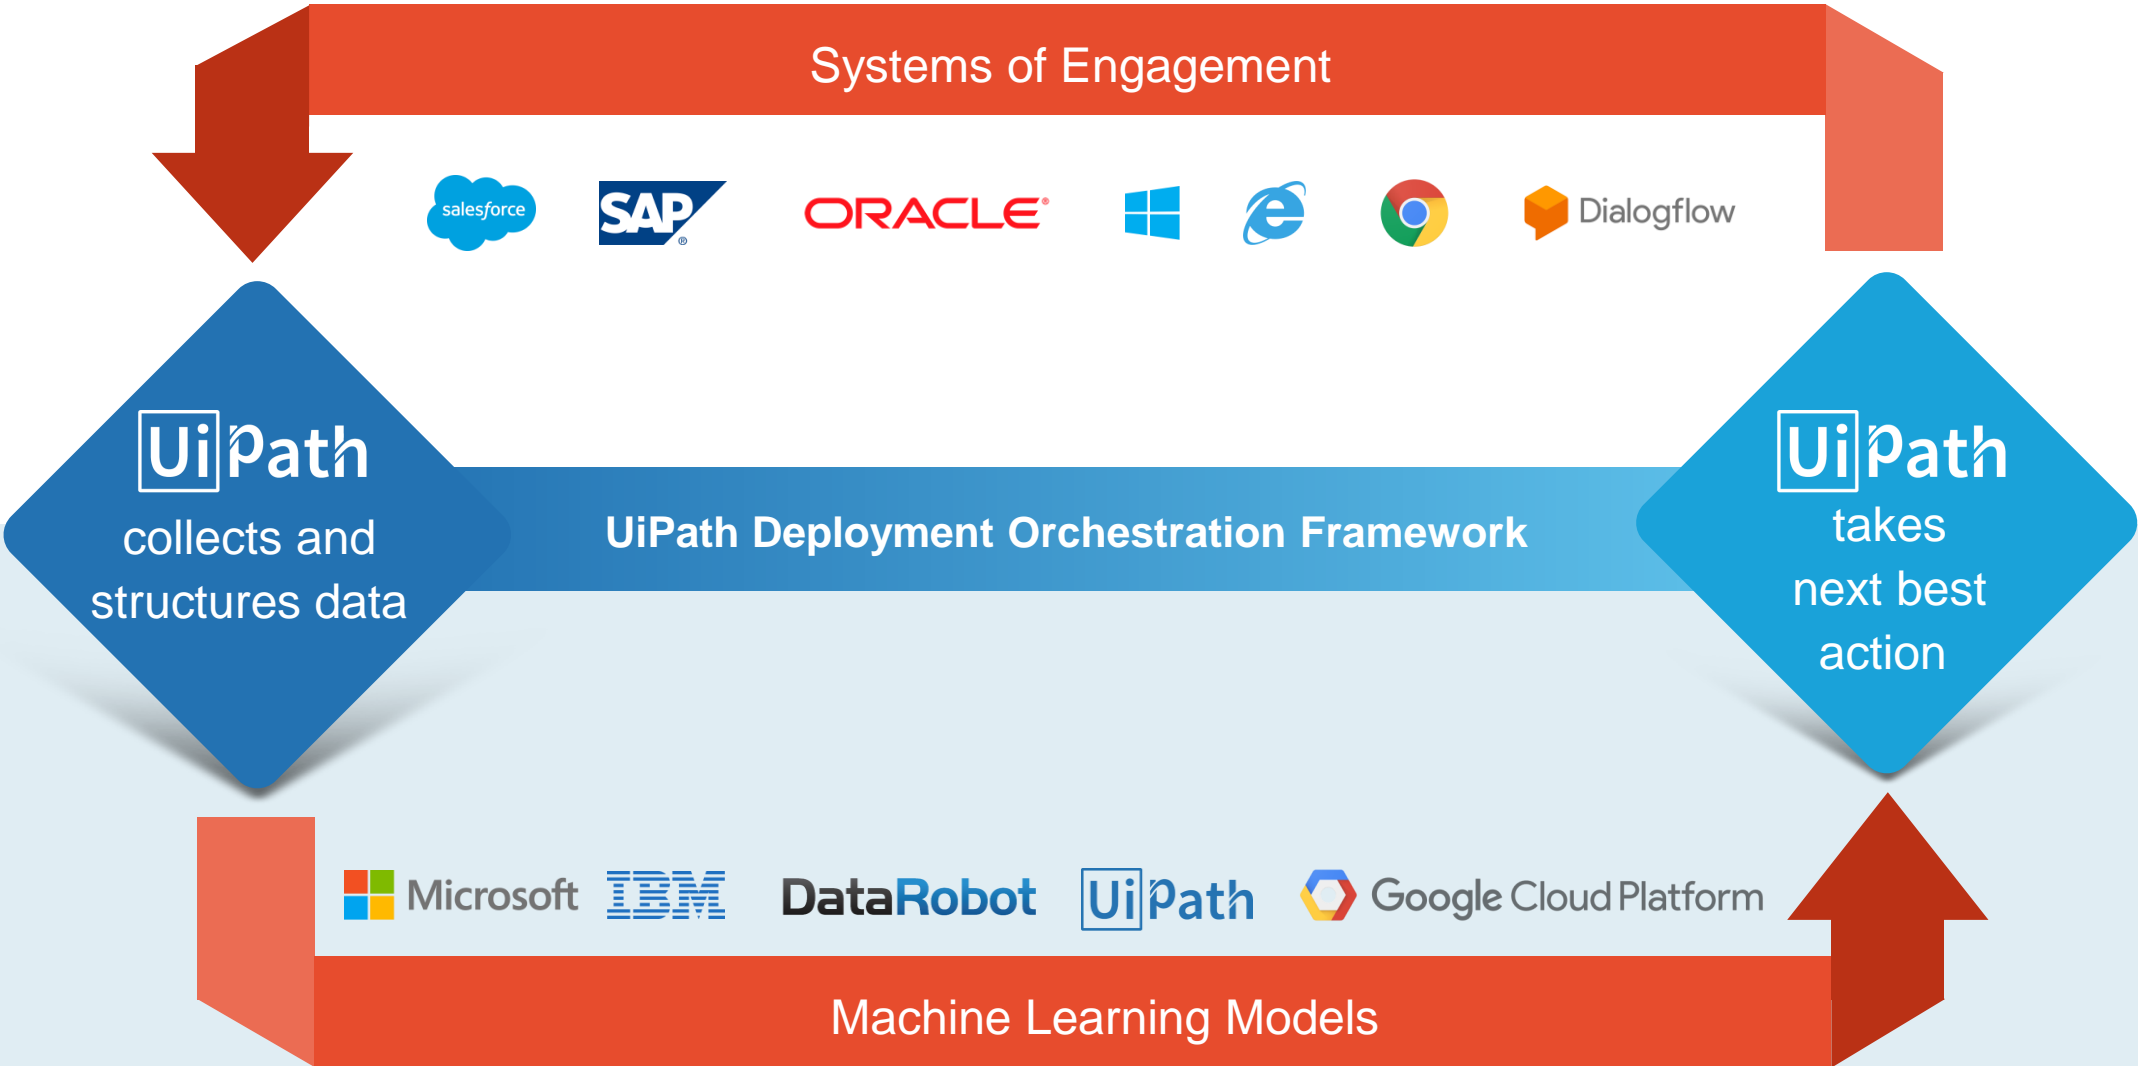 Systems of Engagement
salesforce
SAP ®
ORACLE®
Dialogflow
UiPath
collects and
structures data
UiPath Deployment Orchestration Framework
UiPath
takes
next best
action
Microsoft
IBM
DataRobot
UiPath
Google Cloud Platform
Machine Learning Models